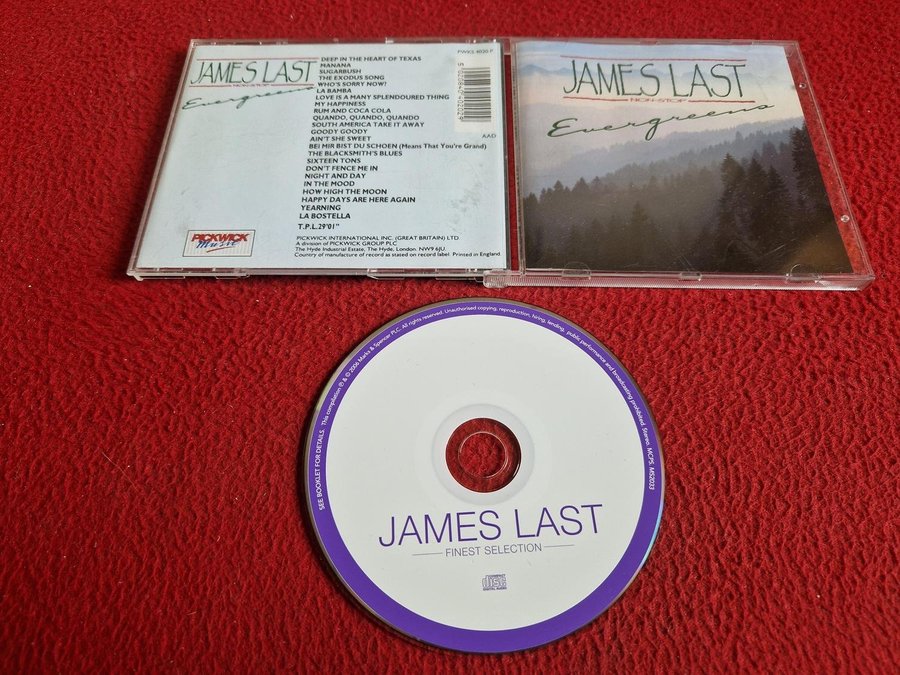 PWKS 4020 P
JAMES LAST
NON-STOP
Evergreens
DEEP IN THE HEART OF TEXAS
MANANA
SUGARBUSH
THE EXODUS SONG
WHO'S SORRY NOW?
LA BAMBA
LOVE IS A MANY SPLENDOURED THING
MY HAPPINESS
RUM AND COCA COLA
QUANDO, QUANDO, QUANDO
SOUTH AMERICA TAKE IT AWAY
GOODY GOODY
AIN'T SHE SWEET
BEI MIR BIST DU SCHOEN (Means That You're Grand)
THE BLACKSMITH'S BLUES
SIXTEEN TONS
DON'T FENCE ME IN
NIGHT AND DAY
IN THE MOOD
HOW HIGH THE MOON
HAPPY DAYS ARE HERE AGAIN
YEARNING
LA BOSTELLA
T.P.L.29'01"
AAD
PICKWICK
Music
PICKWICK INTERNATIONAL INC. (GREAT BRITAIN) LTD.
A division of PICKWICK GROUP PLC
The Hyde Industrial Estate, The Hyde, London. NW9 6JU.
Country of manufacture of record as stated on record label. Printed in England.
JAMES LAST
NON-STOP
Evergreens
SEE BOOKLET FOR DETAILS. This compilation ℗ & © 2006 Marks & Spencer PLC. All rights reserved. Unauthorised copying, reproduction, hiring, lending, public performance and broadcasting prohibited. Stereo. MCPS. MS2033
JAMES LAST
FINEST SELECTION
COMPACT
disc
DIGITAL AUDIO